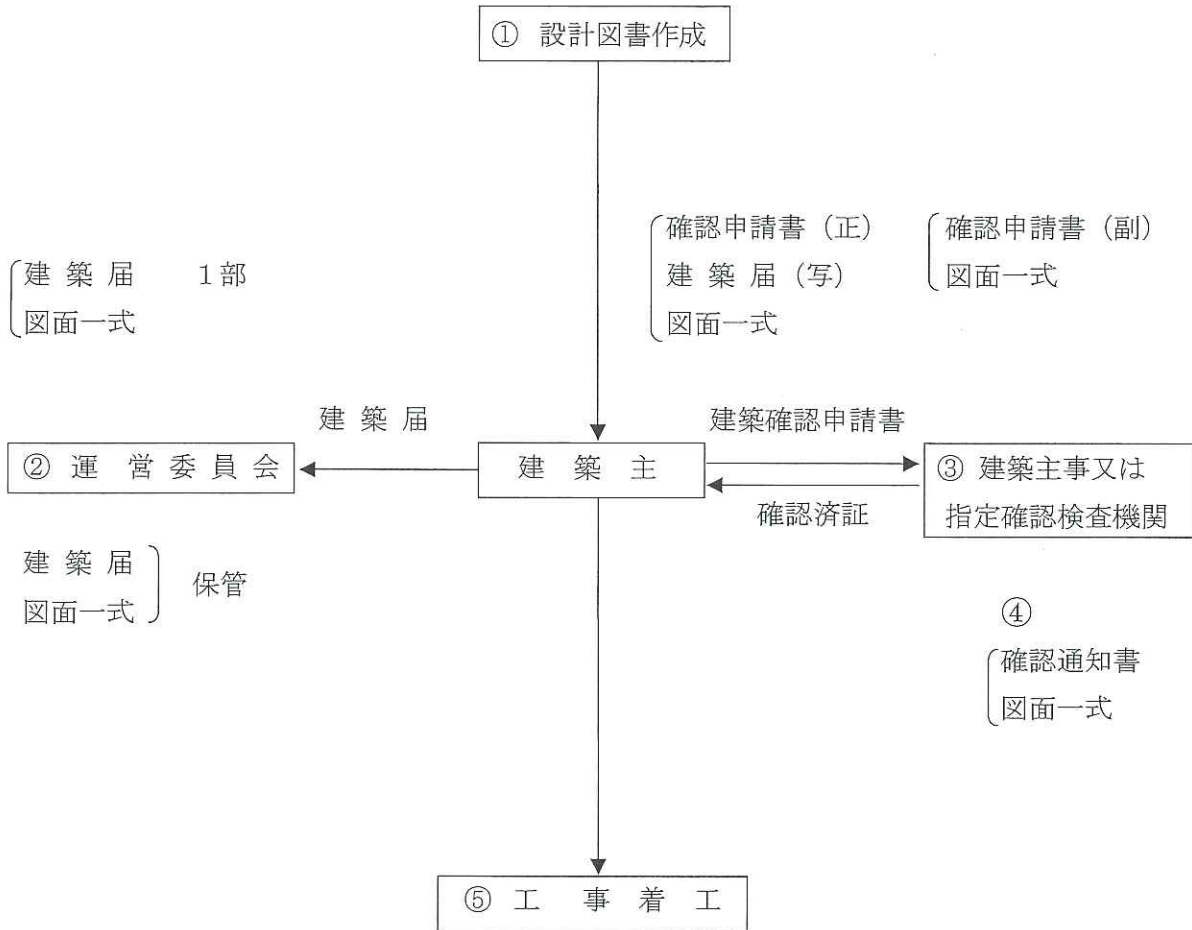 ① 設計図書作成
確認申請書（正）
建 築 届（写）
図面一式
確認申請書（副）
図面一式
建 築 届　１部
図面一式
建 築 届
建築確認申請書
② 運 営 委 員 会
建 築 主
③ 建築主事又は
指定確認検査機関
確認済証
建 築 届
図面一式
保管
④
確認通知書
図面一式
⑤ 工 事 着 工